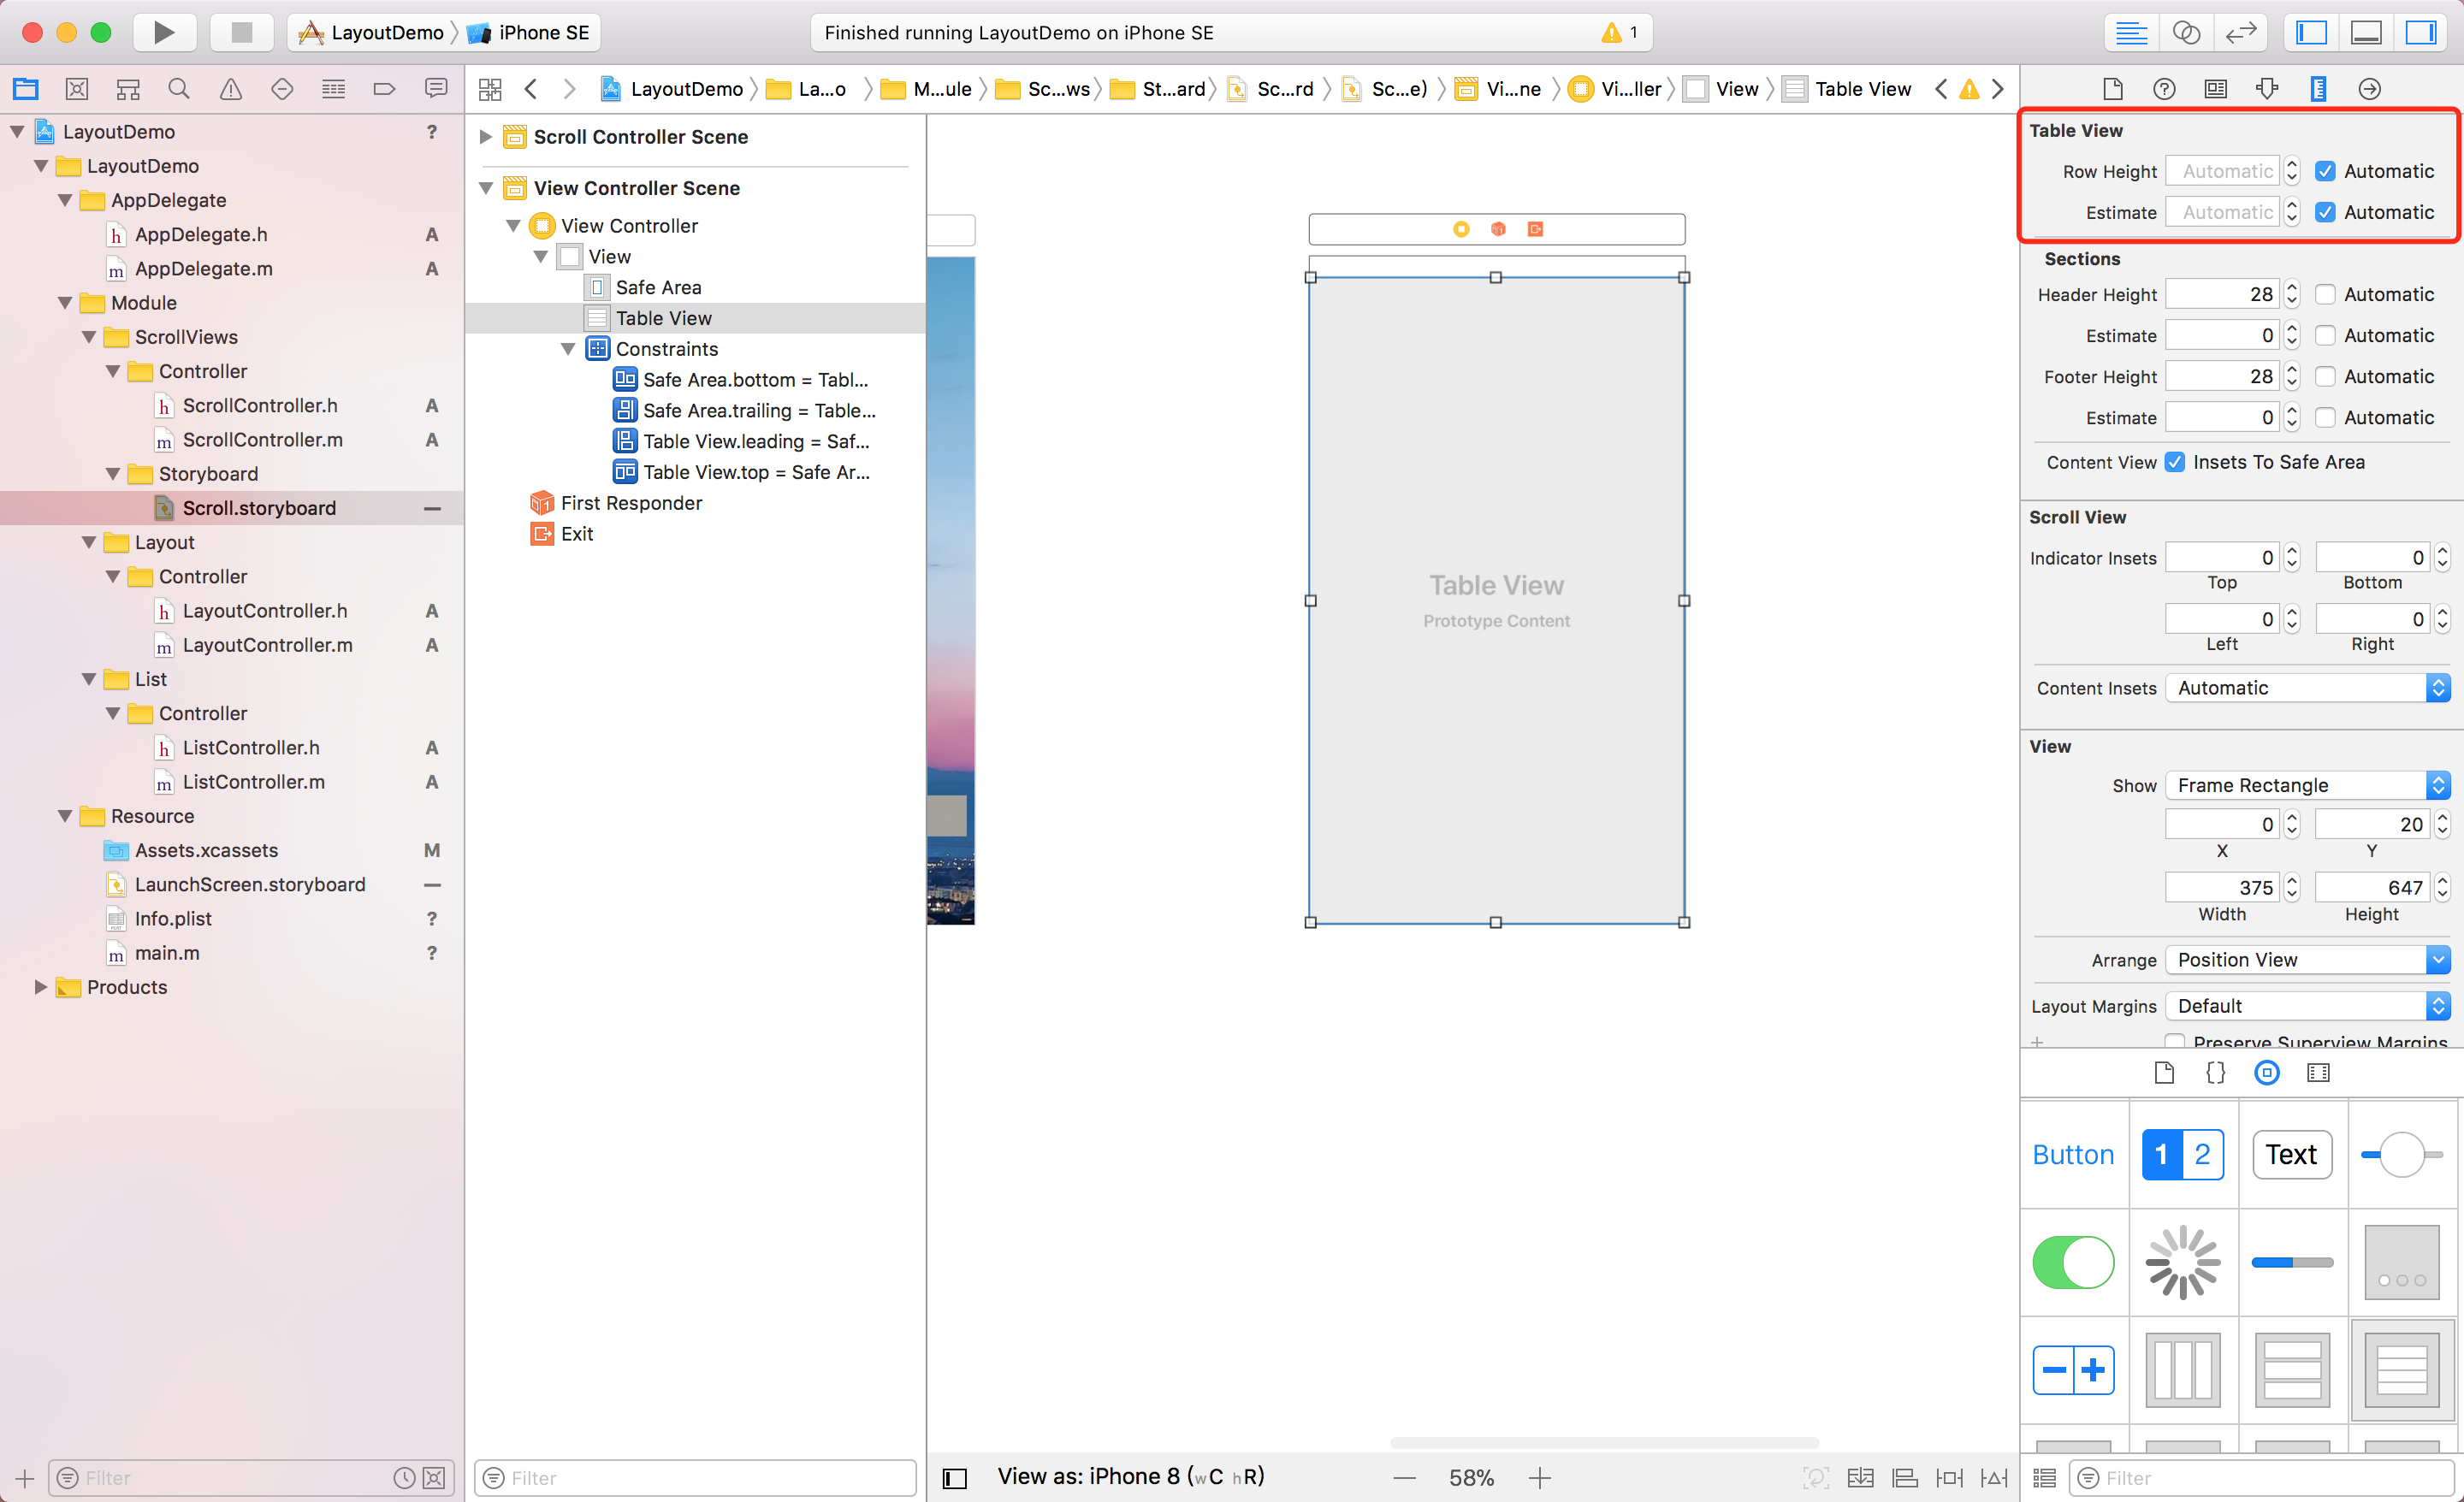 LayoutDemo
iPhone SE
Finished running LayoutDemo on iPhone SE
1
LayoutDemo
La...o
M...ule
Sc...ws
St...ard
Sc...rd
Sc...e)
Vi...ne
Vi...ller
View
Table View
LayoutDemo ?
LayoutDemo
AppDelegate
h AppDelegate.h A
m AppDelegate.m A
Module
ScrollViews
Controller
h ScrollController.h A
m ScrollController.m A
Storyboard
Scroll.storyboard —
Layout
Controller
h LayoutController.h A
m LayoutController.m A
List
Controller
h ListController.h A
m ListController.m A
Resource
Assets.xcassets M
LaunchScreen.storyboard —
Info.plist ?
m main.m ?
Products
Filter
Scroll Controller Scene
View Controller Scene
View Controller
View
Safe Area
Table View
Constraints
Safe Area.bottom = Tabl...
Safe Area.trailing = Table...
Table View.leading = Saf...
Table View.top = Safe Ar...
First Responder
Exit
Filter
Table View
Prototype Content
View as: iPhone 8 (wC hR)
— 58% +
Table View
Row Height Automatic Automatic
Estimate Automatic Automatic
Sections
Header Height 28 Automatic
Estimate 0 Automatic
Footer Height 28 Automatic
Estimate 0 Automatic
Content View Insets To Safe Area
Scroll View
Indicator Insets 0 0
Top Bottom
0 0
Left Right
Content Insets Automatic
View
Show Frame Rectangle
0 20
X Y
375 647
Width Height
Arrange Position View
Layout Margins Default
Preserve Superview Margins
Button
1 2
Text
Filter